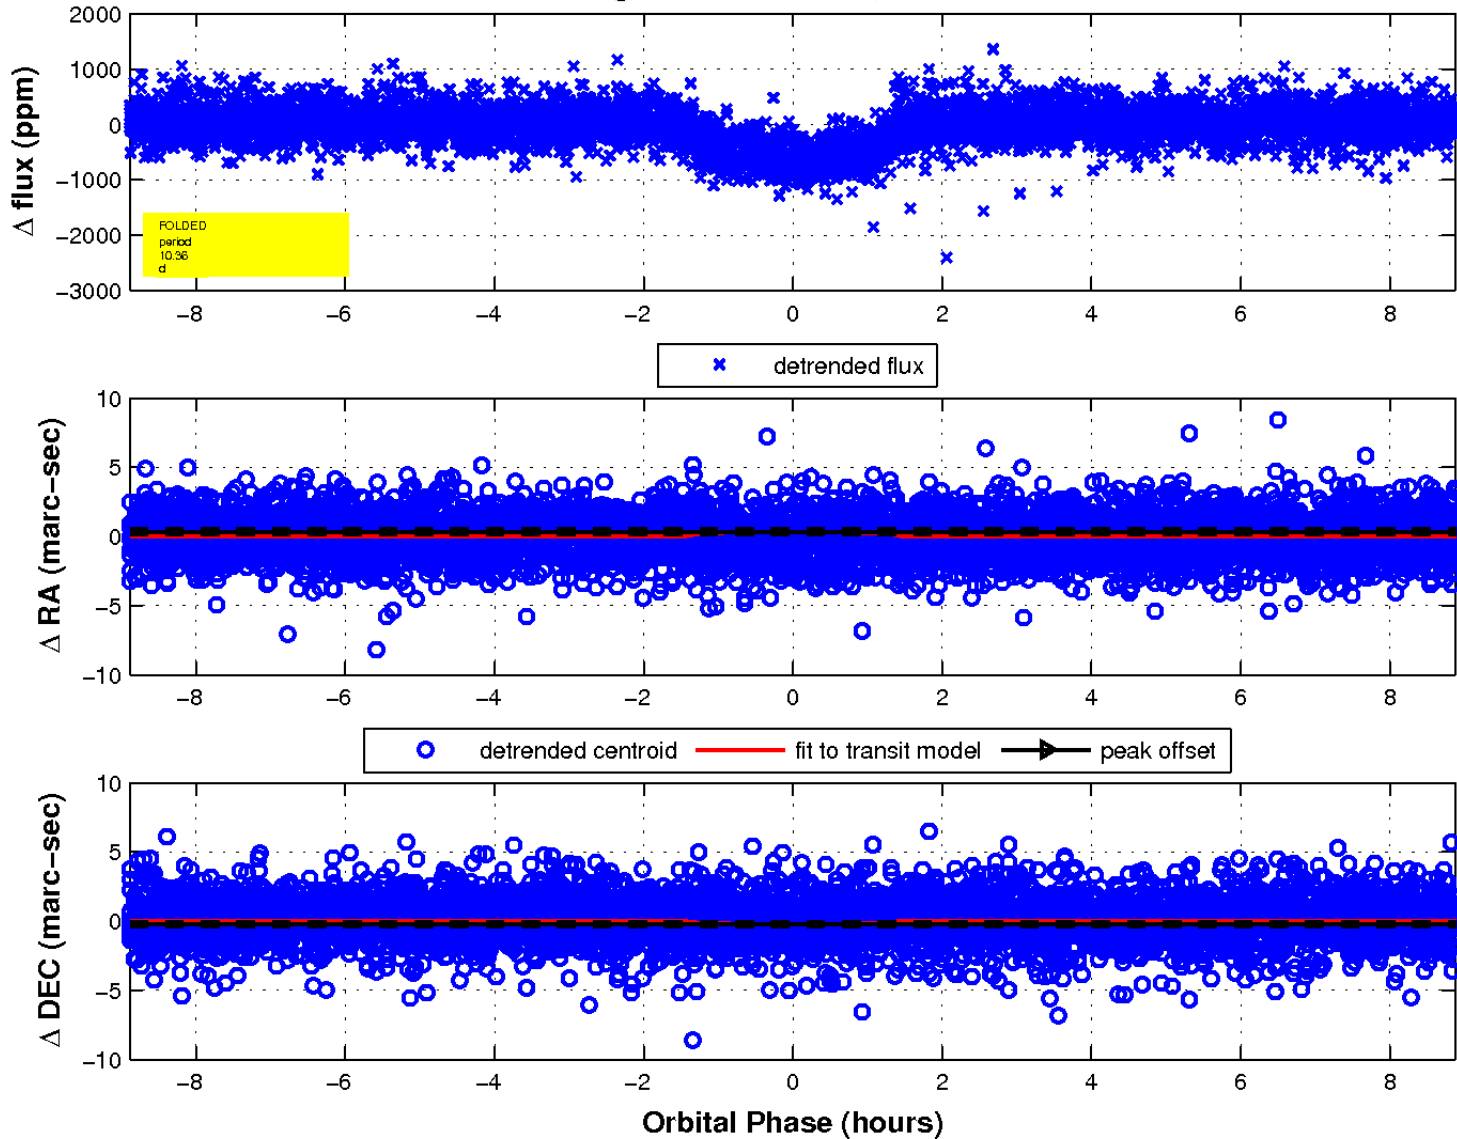 2000
1000
0
−1000
−2000
−3000
Δ flux (ppm)
FOLDED
period
10.36
d
−8 −6 −4 −2 0 2 4 6 8
detrended flux
10
5
0
−5
−10
Δ RA (marc−sec)
−8 −6 −4 −2 0 2 4 6 8
detrended centroid fit to transit model peak offset
10
5
0
−5
−10
Δ DEC (marc−sec)
−8 −6 −4 −2 0 2 4 6 8
Orbital Phase (hours)